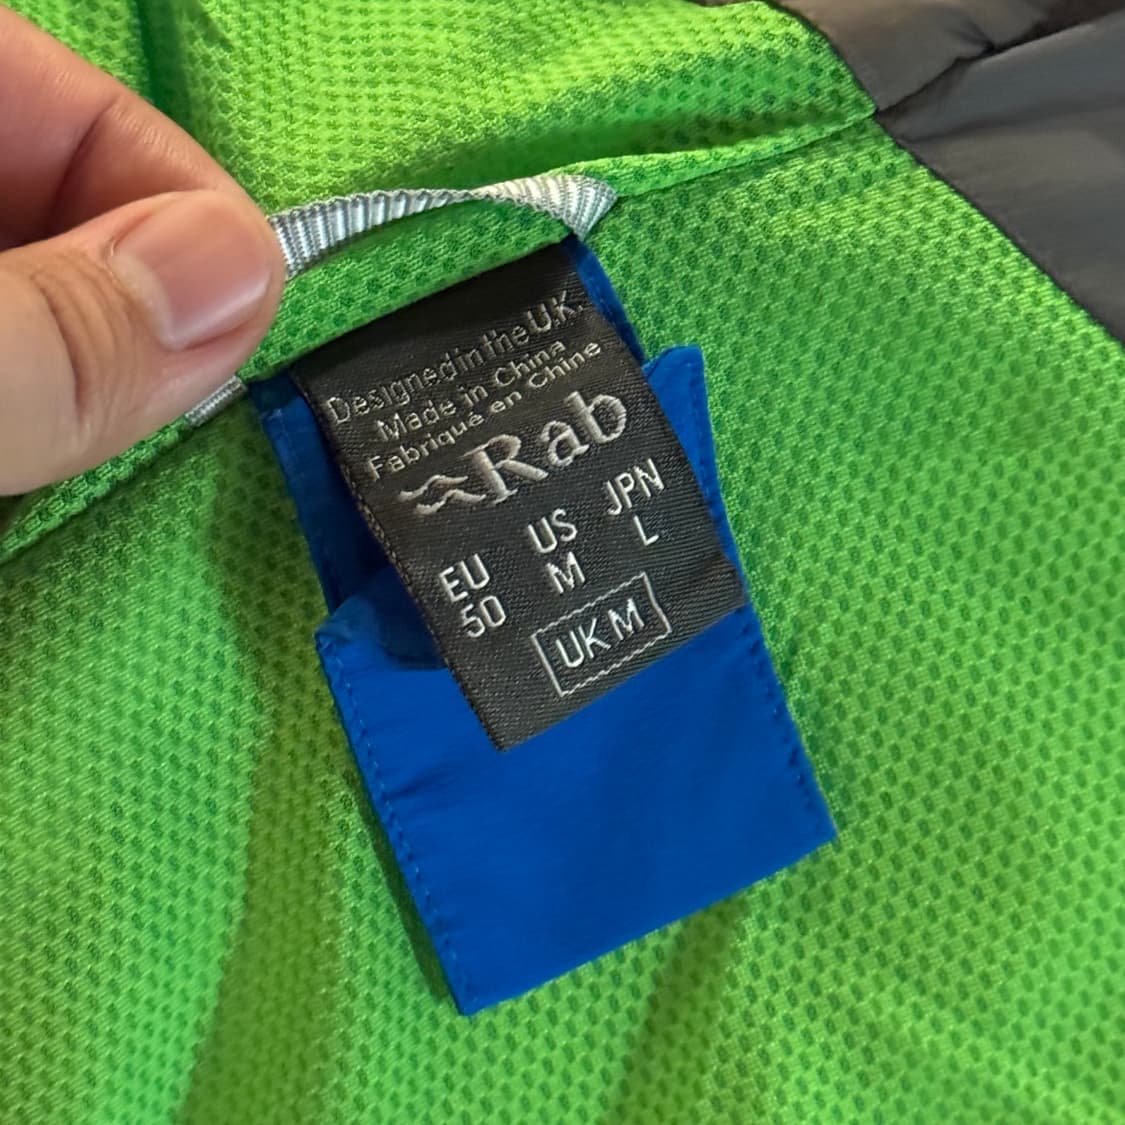 Designed in the U.K.
Made in China
Fabriqué en Chine
Rab
EU US JPN
50 M L
UK M